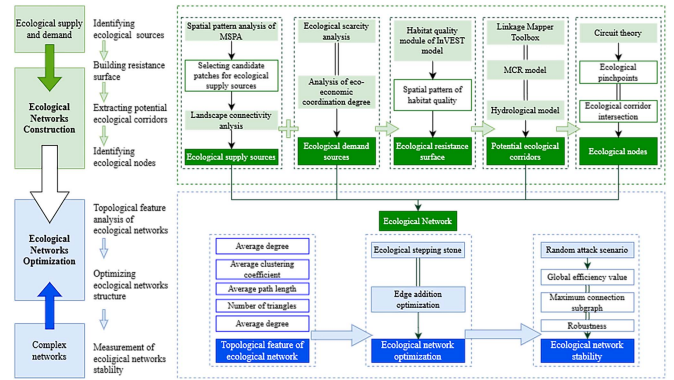 Ecological supply
and demand
Ecological
Networks
Construction
Ecological
Networks
Optimization
Complex
networks
Identifying
ecological sources
Building resistance
surface
Extracting potential
ecological corridors
Identifying
ecological nodes
Topological feature
analysis of
ecological networks
Optimizing
eoclogical networks
structure
Measurement of
ecoligical networks
stability
Spatial pattern analysis of
MSPA
Selecting candidate
patches for ecological
supply sources
Landscape connectivity
anlysis
Ecological supply sources
Ecological scarcity
analysis
Analysis of eco-
economic
coordination degree
Ecological demand
sources
Habitat quality
module of InVEST
model
Spatial pattern of
habitat quality
Ecological resistance
surface
Linkage Mapper
Toolbox
MCR model
Hydrological model
Potential ecological
corridors
Circuit theory
Ecological
pinchpoints
Ecological corridor
intersection
Ecological nodes
Ecological Network
Average degree
Average clustering
coefficient
Average path length
Number of triangles
Average degree
Topological feature of
ecological network
Ecological stepping stone
Edge addition
optimization
Ecological network
optimization
Random attack scenario
Global efficiency value
Maximum connection
subgraph
Robustness
Ecological network
stability